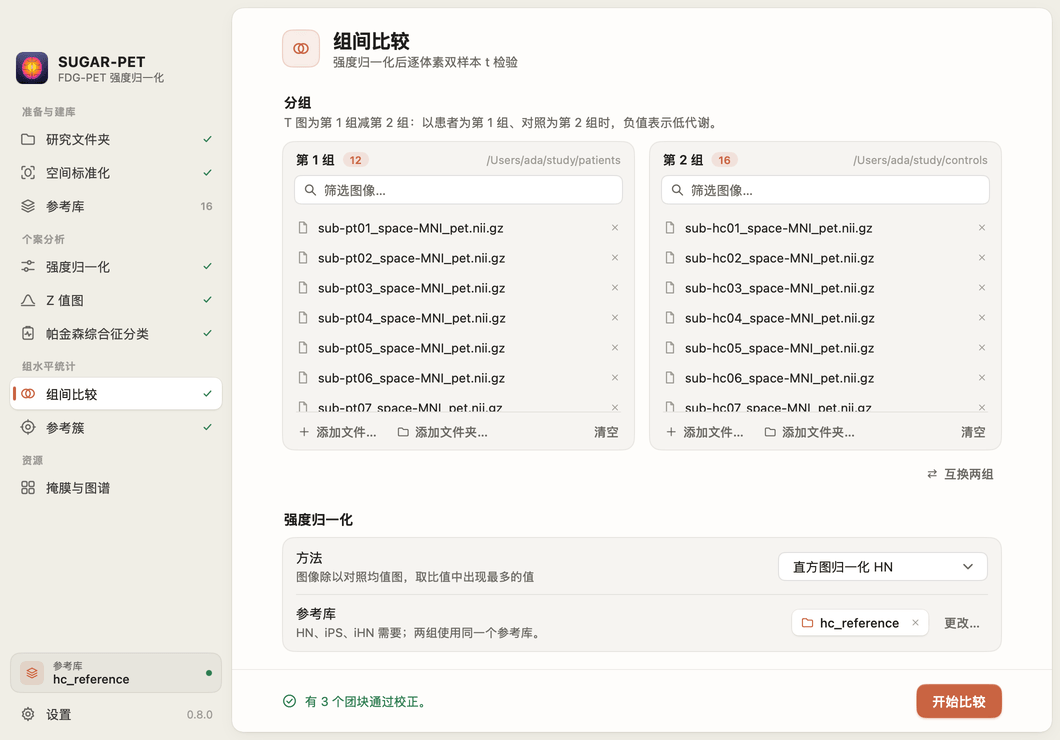 SUGAR-PET
FDG-PET 强度归一化
准备与建库
研究文件夹
空间标准化
参考库 16
个案分析
强度归一化
Z 值图
帕金森综合征分类
组水平统计
组间比较
参考簇
资源
掩膜与图谱
参考库
hc_reference
设置 0.8.0
组间比较
强度归一化后逐体素双样本 t 检验
分组
T 图为第 1 组减第 2 组：以患者为第 1 组、对照为第 2 组时，负值表示低代谢。
第 1 组 12 /Users/ada/study/patients
筛选图像...
sub-pt01_space-MNI_pet.nii.gz
sub-pt02_space-MNI_pet.nii.gz
sub-pt03_space-MNI_pet.nii.gz
sub-pt04_space-MNI_pet.nii.gz
sub-pt05_space-MNI_pet.nii.gz
sub-pt06_space-MNI_pet.nii.gz
sub-pt07_space-MNI_pet.nii.gz
添加文件... 添加文件夹... 清空
第 2 组 16 /Users/ada/study/controls
筛选图像...
sub-hc01_space-MNI_pet.nii.gz
sub-hc02_space-MNI_pet.nii.gz
sub-hc03_space-MNI_pet.nii.gz
sub-hc04_space-MNI_pet.nii.gz
sub-hc05_space-MNI_pet.nii.gz
sub-hc06_space-MNI_pet.nii.gz
sub-hc07_space-MNI_pet.nii.gz
添加文件... 添加文件夹... 清空
互换两组
强度归一化
方法
图像除以对照均值图，取比值中出现最多的值
直方图归一化 HN
参考库
HN、iPS、iHN 需要；两组使用同一个参考库。
hc_reference 更改...
有 3 个团块通过校正。
开始比较